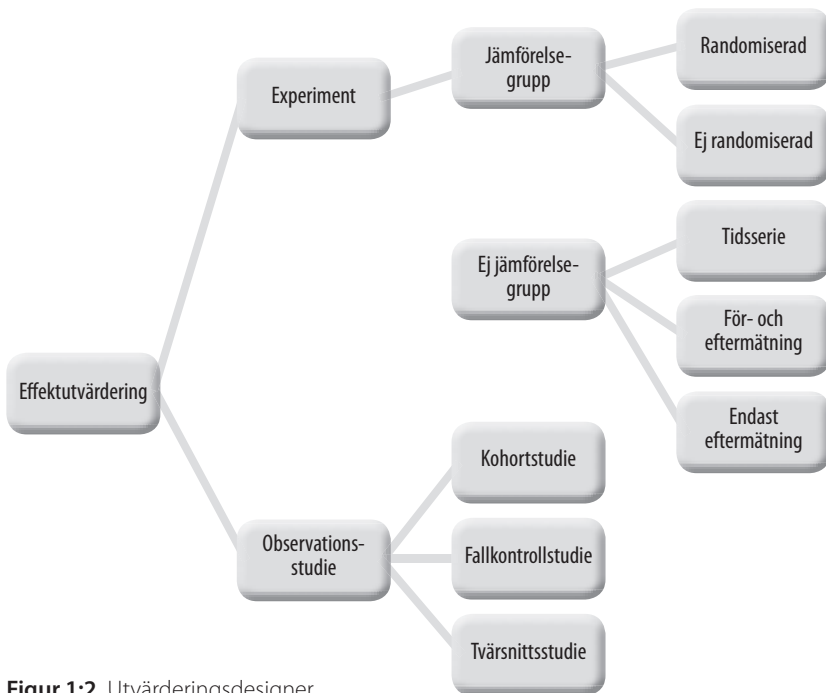 Jämförelse-
grupp
Randomiserad
Experiment
Ej randomiserad
Tidsserie
Ej jämförelse-
grupp
För- och
eftermätning
Effektutvärdering
Endast
eftermätning
Kohortstudie
Observations-
studie
Fallkontrollstudie
Tvärsnittsstudie
Figur 1:2 Utvärderingsdesigner